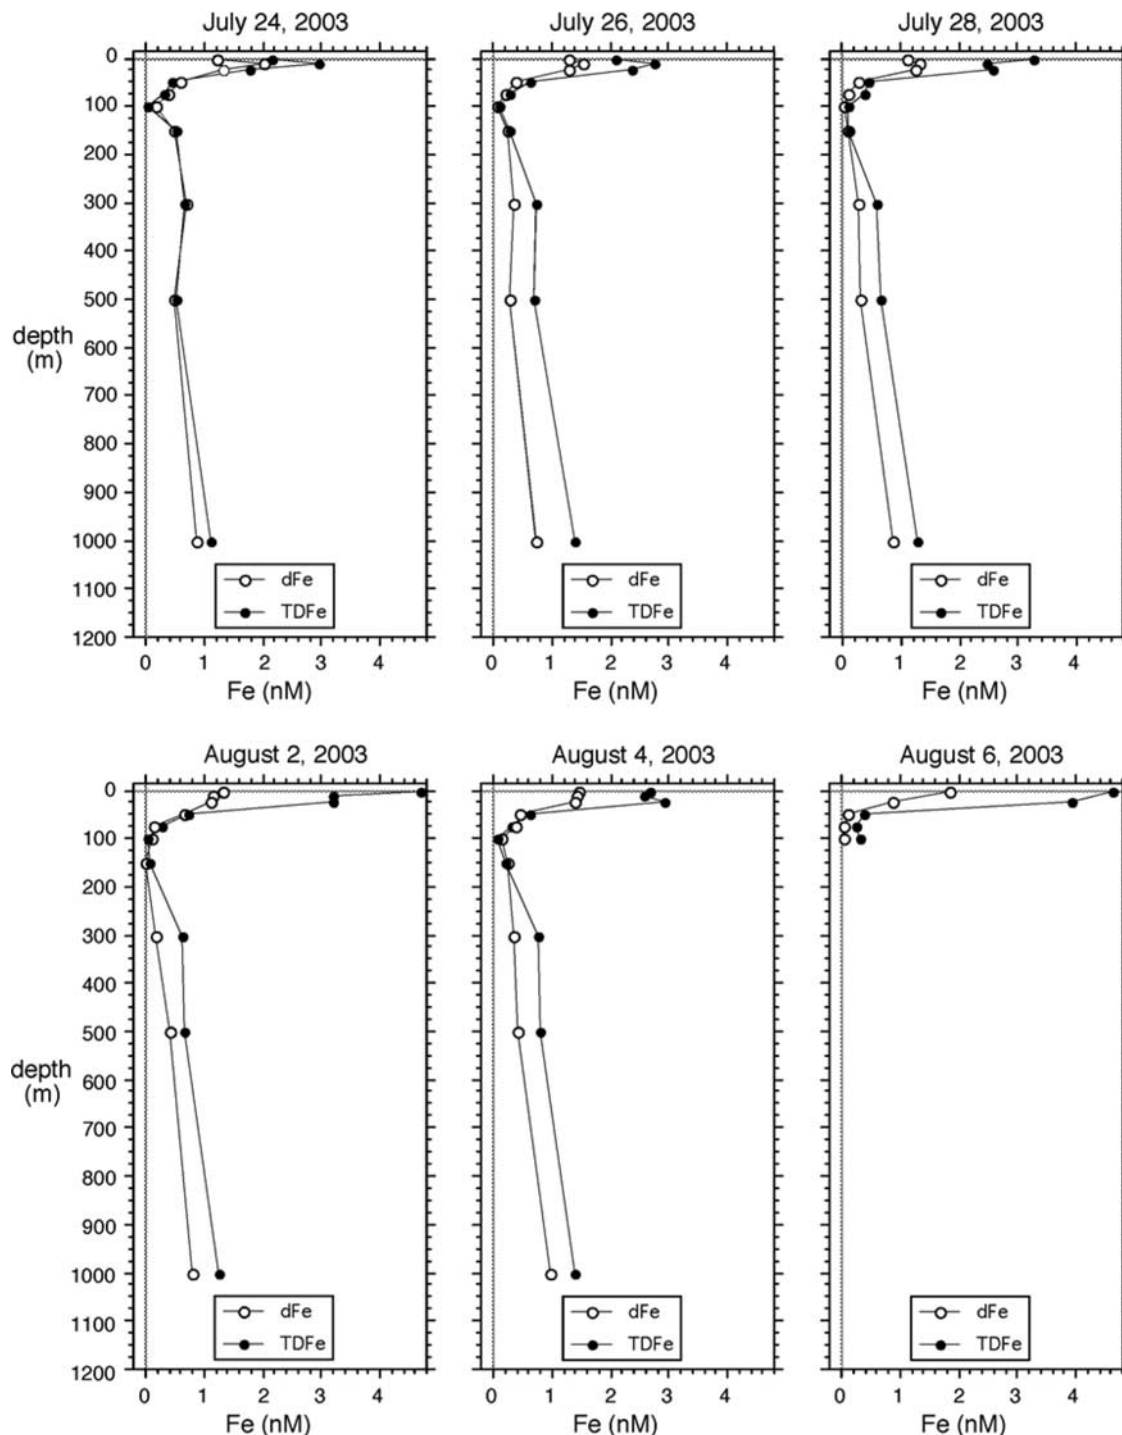 July 24, 2003 July 26, 2003 July 28, 2003
0
100
200
300
400
500
depth
(m)
600
700
800
900
1000
1100
1200
dFe dFe dFe
TDFe TDFe TDFe
0 1 2 3 4 0 1 2 3 4 0 1 2 3 4
Fe (nM) Fe (nM) Fe (nM)
August 2, 2003 August 4, 2003 August 6, 2003
0
100
200
300
400
500
depth
(m)
600
700
800
900
1000
1100
1200
dFe dFe dFe
TDFe TDFe TDFe
0 1 2 3 4 0 1 2 3 4 0 1 2 3 4
Fe (nM) Fe (nM) Fe (nM)